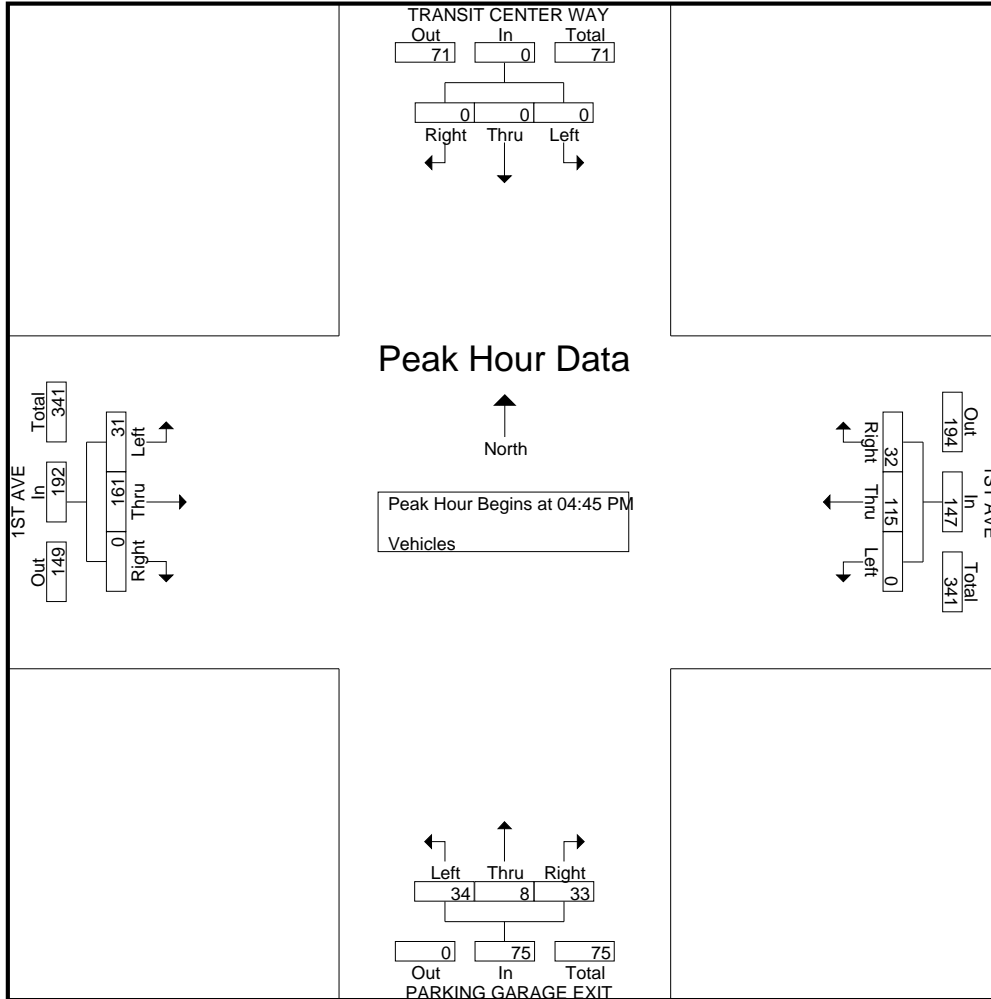 TRANSIT CENTER WAY
Out In Total
71 0 71
0 0 0
Right Thru Left
Peak Hour Data
North
Peak Hour Begins at 04:45 PM
Vehicles
1ST AVE
Out In Total
149 192 341
Right Thru Left
0 161 31
1ST AVE
Out In Total
194 147 341
Right Thru Left
32 115 0
Left Thru Right
34 8 33
0 75 75
Out In Total
PARKING GARAGE EXIT